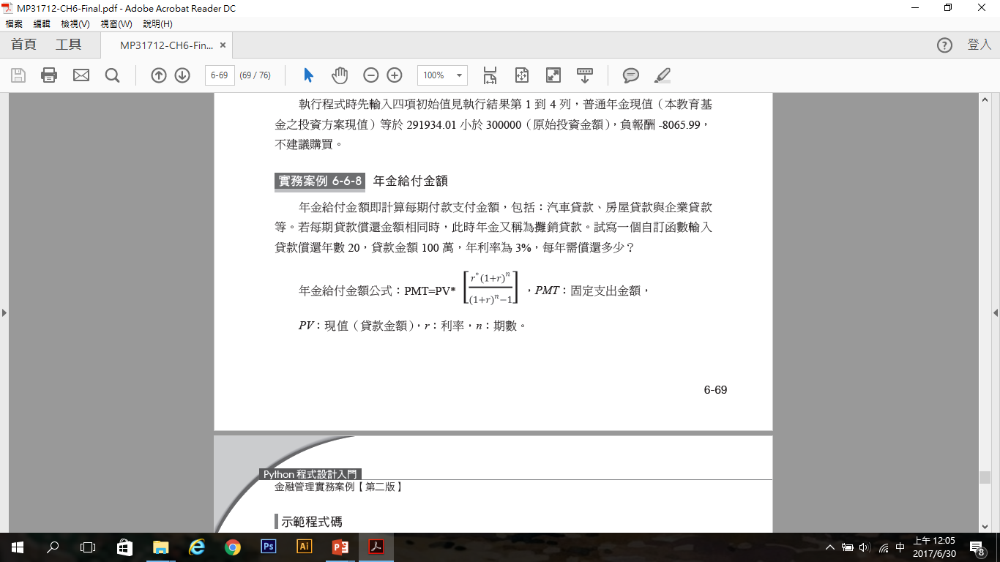 MP31712-CH6-Final.pdf - Adobe Acrobat Reader DC
檔案 編輯 檢視(V) 視窗(W) 說明(H)
首頁 工具 MP31712-CH6-Fin... × ? 登入
6-69 (69 / 76) 100%
執行程式時先輸入四項初始值見執行結果第 1 到 4 列，普通年金現值（本教育基
金之投資方案現值）等於 291934.01 小於 300000（原始投資金額），負報酬 -8065.99，
不建議購買。
實務案例 6-6-8 年金給付金額
年金給付金額即計算每期付款支付金額，包括：汽車貸款、房屋貸款與企業貸款
等。若每期貸款償還金額相同時，此時年金又稱為攤銷貸款。試寫一個自訂函數輸入
貸款償還年數 20，貸款金額 100 萬，年利率為 3%，每年需償還多少？
年金給付金額公式：PMT=PV* [r*(1+r)^n / (1+r)^n−1]，PMT：固定支出金額，
PV：現值（貸款金額），r：利率，n：期數。
6-69
Python 程式設計入門
金融管理實務案例【第二版】
示範程式碼
Ps Ai 中 上午 12:05
2017/6/30 8